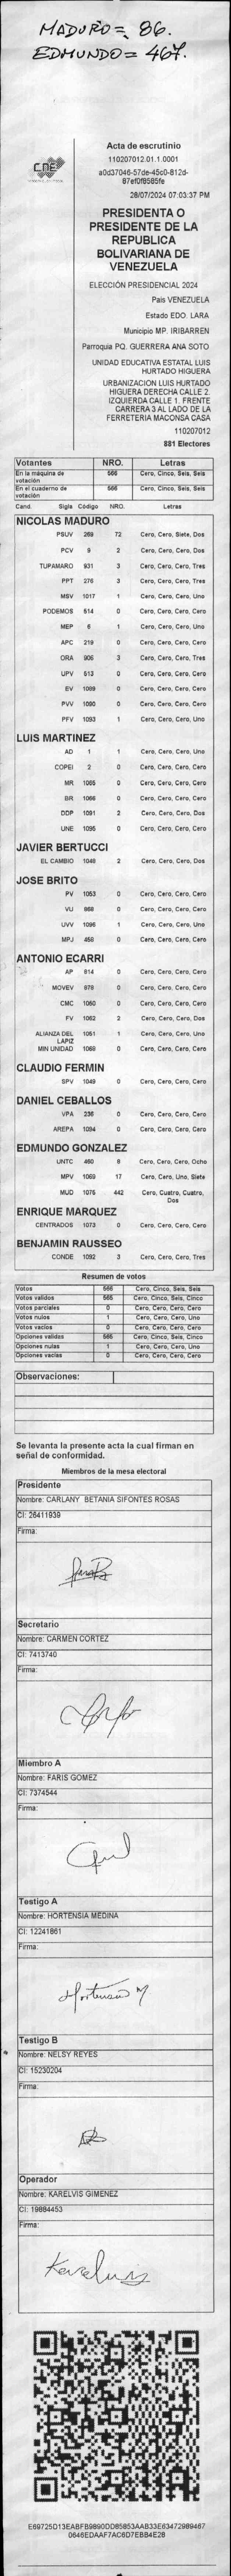 MADURO = 86.
EDMUNDO = 467.
CNE
Acta de escrutinio
110207012.01.1.0001
a0d37046-57de-45c0-812d-
87ef0f8585fe
28/07/2024 07:03:37 PM
PRESIDENTA O
PRESIDENTE DE LA
REPUBLICA
BOLIVARIANA DE
VENEZUELA
ELECCIÓN PRESIDENCIAL 2024
País VENEZUELA
Estado EDO. LARA
Municipio MP. IRIBARREN
Parroquia PQ. GUERRERA ANA SOTO
UNIDAD EDUCATIVA ESTATAL LUIS
HURTADO HIGUERA
URBANIZACION LUIS HURTADO
HIGUERA DERECHA CALLE 2.
IZQUIERDA CALLE 1. FRENTE
CARRERA 3 AL LADO DE LA
FERRETERIA MACONSA CASA
110207012
881 Electores
Votantes NRO. Letras
En la máquina de votación 566 Cero, Cinco, Seis, Seis
En el cuaderno de votación 566 Cero, Cinco, Seis, Seis
Cand. Sigla Código NRO. Letras
NICOLAS MADURO
PSUV 269 72 Cero, Cero, Siete, Dos
PCV 9 2 Cero, Cero, Cero, Dos
TUPAMARO 931 3 Cero, Cero, Cero, Tres
PPT 276 3 Cero, Cero, Cero, Tres
MSV 1017 1 Cero, Cero, Cero, Uno
PODEMOS 514 0 Cero, Cero, Cero, Cero
MEP 6 1 Cero, Cero, Cero, Uno
APC 219 0 Cero, Cero, Cero, Cero
ORA 906 3 Cero, Cero, Cero, Tres
UPV 513 0 Cero, Cero, Cero, Cero
EV 1099 0 Cero, Cero, Cero, Cero
PVV 1090 0 Cero, Cero, Cero, Cero
PFV 1093 1 Cero, Cero, Cero, Uno
LUIS MARTINEZ
AD 1 1 Cero, Cero, Cero, Uno
COPEI 2 0 Cero, Cero, Cero, Cero
MR 1065 0 Cero, Cero, Cero, Cero
BR 1066 0 Cero, Cero, Cero, Cero
DDP 1091 2 Cero, Cero, Cero, Dos
UNE 1095 0 Cero, Cero, Cero, Cero
JAVIER BERTUCCI
EL CAMBIO 1049 2 Cero, Cero, Cero, Dos
JOSE BRITO
PV 1053 0 Cero, Cero, Cero, Cero
VU 868 0 Cero, Cero, Cero, Cero
UVV 1096 1 Cero, Cero, Cero, Uno
MPJ 456 0 Cero, Cero, Cero, Cero
ANTONIO ECARRI
AP 814 0 Cero, Cero, Cero, Cero
MOVEV 878 0 Cero, Cero, Cero, Cero
CMC 1060 0 Cero, Cero, Cero, Cero
FV 1062 2 Cero, Cero, Cero, Dos
ALIANZA DEL LAPIZ 1051 1 Cero, Cero, Cero, Uno
MIN UNIDAD 1068 0 Cero, Cero, Cero, Cero
CLAUDIO FERMIN
SPV 1049 0 Cero, Cero, Cero, Cero
DANIEL CEBALLOS
VPA 236 0 Cero, Cero, Cero, Cero
AREPA 1094 0 Cero, Cero, Cero, Cero
EDMUNDO GONZALEZ
UNTC 460 8 Cero, Cero, Cero, Ocho
MPV 1069 17 Cero, Cero, Uno, Siete
MUD 1075 442 Cero, Cuatro, Cuatro, Dos
ENRIQUE MARQUEZ
CENTRADOS 1073 0 Cero, Cero, Cero, Cero
BENJAMIN RAUSSEO
CONDE 1092 3 Cero, Cero, Cero, Tres
Resumen de votos
Votos 566 Cero, Cinco, Seis, Seis
Votos validos 565 Cero, Cinco, Seis, Cinco
Votos parciales 0 Cero, Cero, Cero, Cero
Votos nulos 1 Cero, Cero, Cero, Uno
Votos vacios 0 Cero, Cero, Cero, Cero
Opciones validas 565 Cero, Cinco, Seis, Cinco
Opciones nulas 1 Cero, Cero, Cero, Uno
Opciones vacias 0 Cero, Cero, Cero, Cero
Observaciones:
Se levanta la presente acta la cual firman en
señal de conformidad.
Miembros de la mesa electoral
Presidente
Nombre: CARLANY BETANIA SIFONTES ROSAS
CI: 26411939
Firma:
Secretario
Nombre: CARMEN CORTEZ
CI: 7413740
Firma:
Miembro A
Nombre: FARIS GOMEZ
CI: 7374544
Firma:
Testigo A
Nombre: HORTENSIA MEDINA
CI: 12241861
Firma:
Hortensia M
Testigo B
Nombre: NELSY REYES
CI: 15230204
Firma:
Operador
Nombre: KARELVIS GIMENEZ
CI: 19884453
Firma:
Karelvis
E69725D13EABFB9890DD85853AAB33E63472989467
0646EDAAF7AC6D7EBB4E28